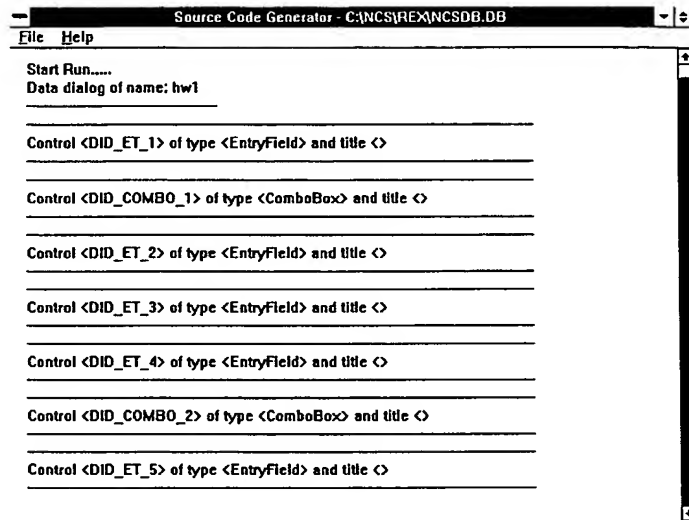 Source Code Generator - C:\NCS\REX\NCSDB.DB
File Help
Start Run.....
Data dialog of name: hw1
Control <DID_ET_1> of type <EntryField> and title <>
Control <DID_COMBO_1> of type <ComboBox> and title <>
Control <DID_ET_2> of type <EntryField> and title <>
Control <DID_ET_3> of type <EntryField> and title <>
Control <DID_ET_4> of type <EntryField> and title <>
Control <DID_COMBO_2> of type <ComboBox> and title <>
Control <DID_ET_5> of type <EntryField> and title <>